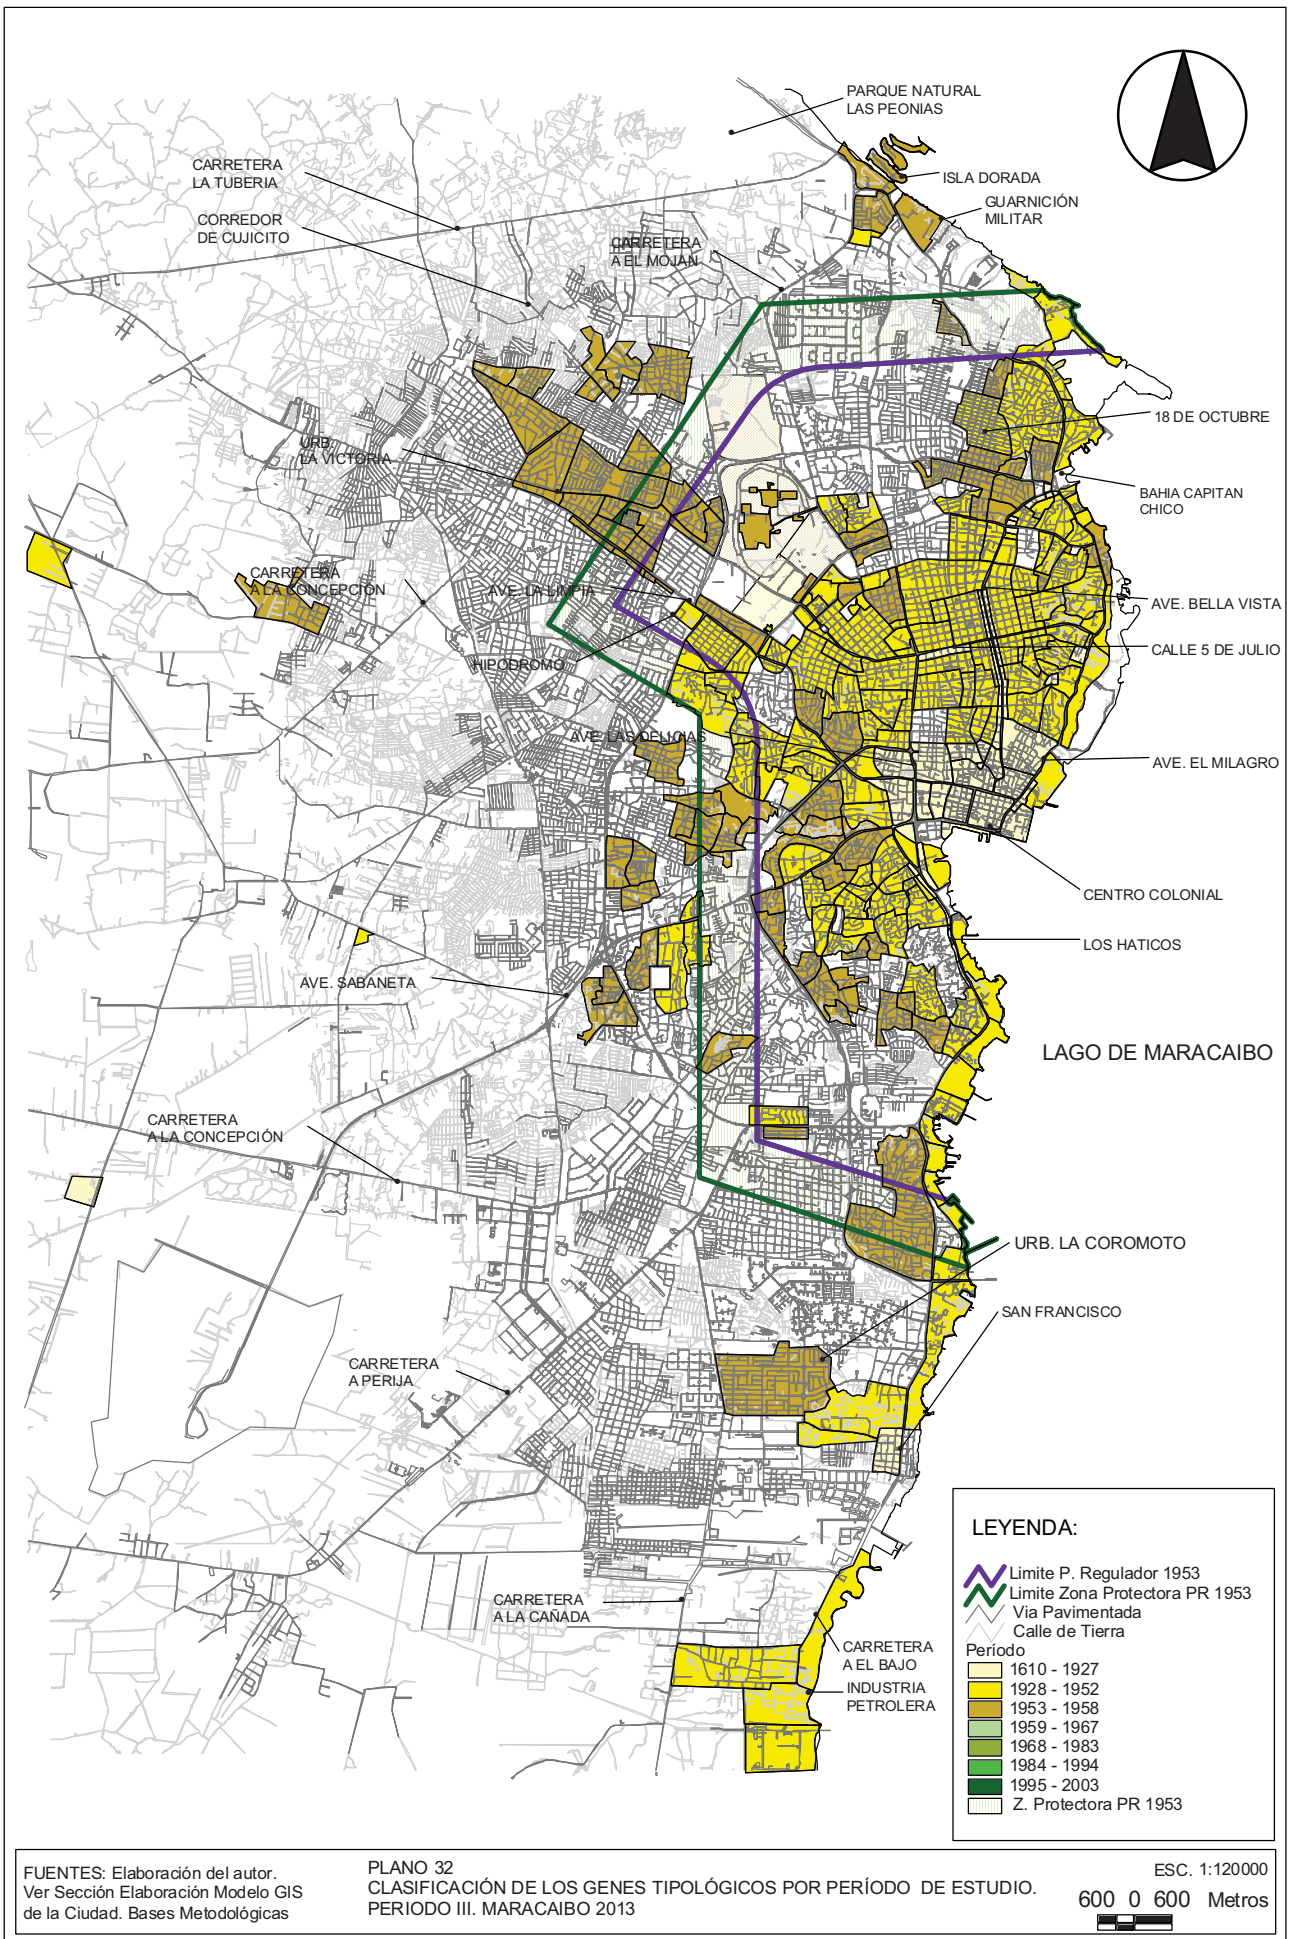 PARQUE NATURAL
LAS PEONIAS
CARRETERA
LA TUBERIA
ISLA DORADA
GUARNICIÓN
MILITAR
CORREDOR
DE CUJICITO
CARRETERA
A EL MOJAN
18 DE OCTUBRE
URB.
LA VICTORIA
BAHIA CAPITAN
CHICO
CARRETERA
A LA CONCEPCIÓN
AVE. LA LIMPIA
AVE. BELLA VISTA
CALLE 5 DE JULIO
HIPODROMO
AVE. LAS DELICIAS
AVE. EL MILAGRO
CENTRO COLONIAL
LOS HATICOS
AVE. SABANETA
LAGO DE MARACAIBO
CARRETERA
A LA CONCEPCIÓN
URB. LA COROMOTO
SAN FRANCISCO
CARRETERA
A PERIJA
CARRETERA
A LA CAÑADA
CARRETERA
A EL BAJO
INDUSTRIA
PETROLERA
LEYENDA:
Limite P. Regulador 1953
Limite Zona Protectora PR 1953
Via Pavimentada
Calle de Tierra
Período
1610 - 1927
1928 - 1952
1953 - 1958
1959 - 1967
1968 - 1983
1984 - 1994
1995 - 2003
Z. Protectora PR 1953
FUENTES: Elaboración del autor.
Ver Sección Elaboración Modelo GIS
de la Ciudad. Bases Metodológicas
PLANO 32
CLASIFICACIÓN DE LOS GENES TIPOLÓGICOS POR PERÍODO DE ESTUDIO.
PERIODO III. MARACAIBO 2013
ESC. 1:120000
600 0 600 Metros